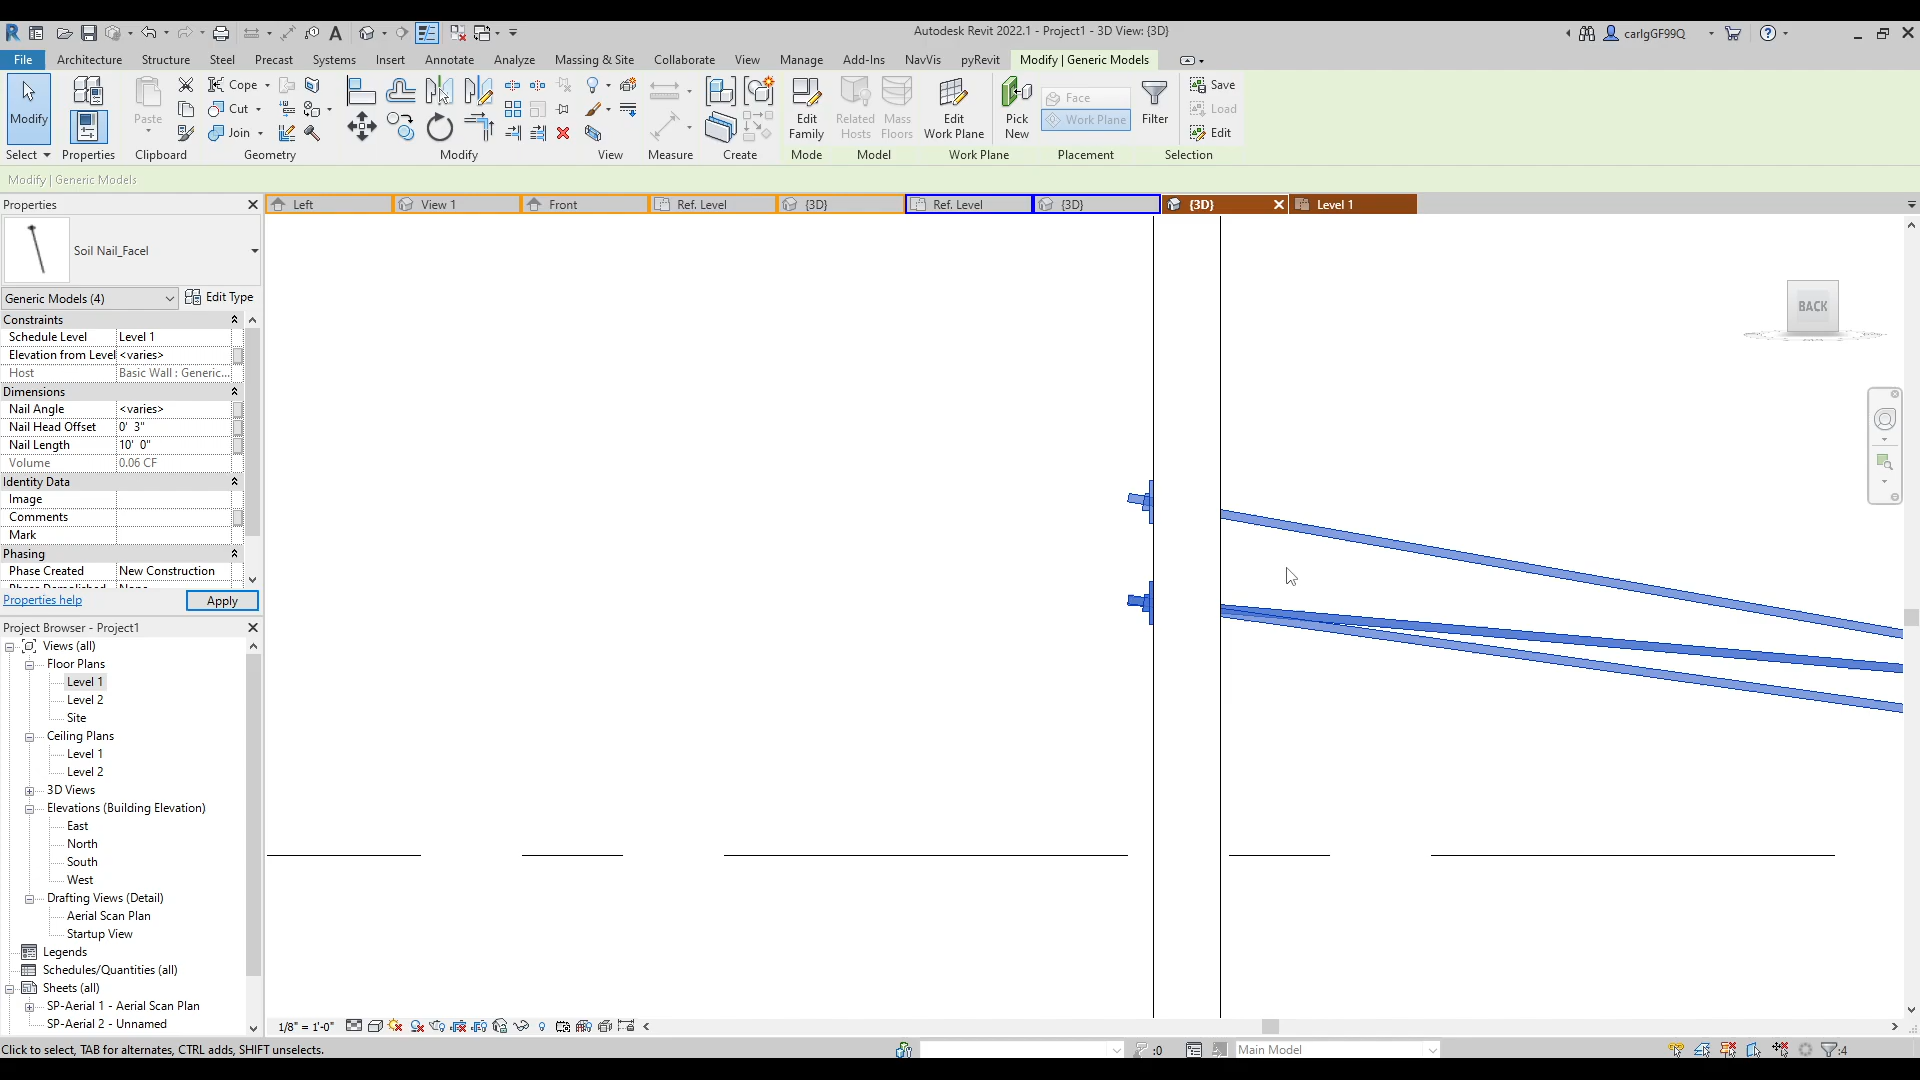 Autodesk Revit 2022.1 - Project1 - 3D View: {3D}
carlgGF99Q
File Architecture Structure Steel Precast Systems Insert Annotate Analyze Massing & Site Collaborate View Manage Add-Ins NavVis pyRevit Modify | Generic Models
Modify
Paste
Cope
Cut
Join
Edit Family
Related Hosts
Mass Floors
Edit Work Plane
Pick New
Face
Work Plane
Filter
Save
Load
Edit
Select Properties Clipboard Geometry Modify View Measure Create Mode Model Work Plane Placement Selection
Modify | Generic Models
Properties
Left View 1 Front Ref. Level {3D} Ref. Level {3D} {3D} Level 1
Soil Nail_Facel
Generic Models (4) Edit Type
Constraints
Schedule Level Level 1
Elevation from Level <varies>
Host Basic Wall : Generic...
Dimensions
Nail Angle <varies>
Nail Head Offset 0' 3"
Nail Length 10' 0"
Volume 0.06 CF
Identity Data
Image
Comments
Mark
Phasing
Phase Created New Construction
Properties help Apply
BACK
Project Browser - Project1
Views (all)
Floor Plans
Level 1
Level 2
Site
Ceiling Plans
Level 1
Level 2
3D Views
Elevations (Building Elevation)
East
North
South
West
Drafting Views (Detail)
Aerial Scan Plan
Startup View
Legends
Schedules/Quantities (all)
Sheets (all)
SP-Aerial 1 - Aerial Scan Plan
SP-Aerial 2 - Unnamed
1/8" = 1'-0"
Click to select, TAB for alternates, CTRL adds, SHIFT unselects.
:0
Main Model
:4